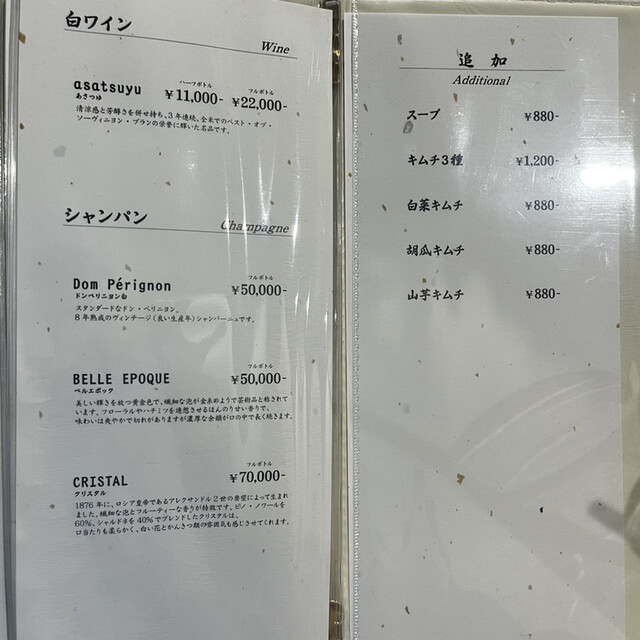 白ワイン
Wine
ハーフボトル フルボトル
asatsuyu ¥11,000- ¥22,000-
あさつゆ
清涼感と芳醇さを併せ持ち、3年連続、全米でのベスト・オブ・
ソーヴィニヨン・ブランの栄誉に輝いた名品です。
シャンパン
Champagne
フルボトル
Dom Pérignon ¥50,000-
ドンペリニヨン白
スタンダードなドン・ペリニヨン。
8年熟成のヴィンテージ(良い生産年)シャンパーニュです。
フルボトル
BELLE EPOQUE ¥50,000-
ベルエポック
美しい輝きを放つ黄金色で、繊細な泡が金糸めようで芸術品と称されて
います。フローラルやハチミツを連想させるほんのりせい香りで、
味わいは爽やかで切れがありますが濃厚な余韻が口の中で長く続きます。
フルボトル
CRISTAL ¥70,000-
クリスタル
1876年に、ロシア皇帝であるアレクサンドル2世の要望によって生まれ
ました。繊細な泡とフルーティーな香りが特徴です。ピノ・ノワールを
60%、シャルドネを40%でブレンドしたクリスタルは、
口当たりも柔らかく、白い花とかんきつ類の雰囲気も感じさせてくれます。
追加
Additional
スープ ¥880-
キムチ3種 ¥1,200-
白菜キムチ ¥880-
胡瓜キムチ ¥880-
山芋キムチ ¥880-